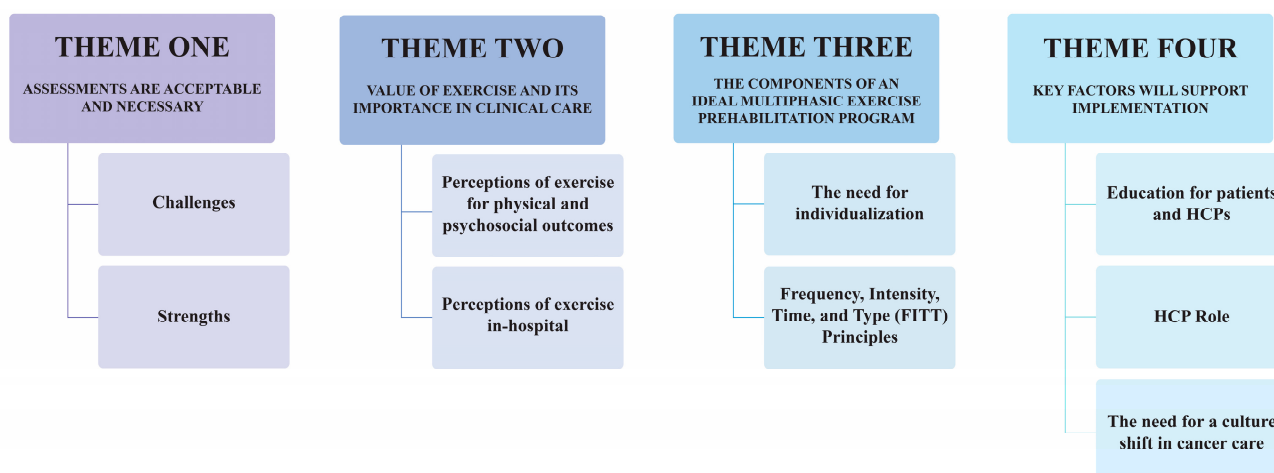 THEME ONE
ASSESSMENTS ARE ACCEPTABLE
AND NECESSARY
Challenges
Strengths
THEME TWO
VALUE OF EXERCISE AND ITS
IMPORTANCE IN CLINICAL CARE
Perceptions of exercise
for physical and
psychosocial outcomes
Perceptions of exercise
in-hospital
THEME THREE
THE COMPONENTS OF AN
IDEAL MULTIPHASIC EXERCISE
PREHABILITATION PROGRAM
The need for
individualization
Frequency, Intensity,
Time, and Type (FITT)
Principles
THEME FOUR
KEY FACTORS WILL SUPPORT
IMPLEMENTATION
Education for patients
and HCPs
HCP Role
The need for a culture
shift in cancer care